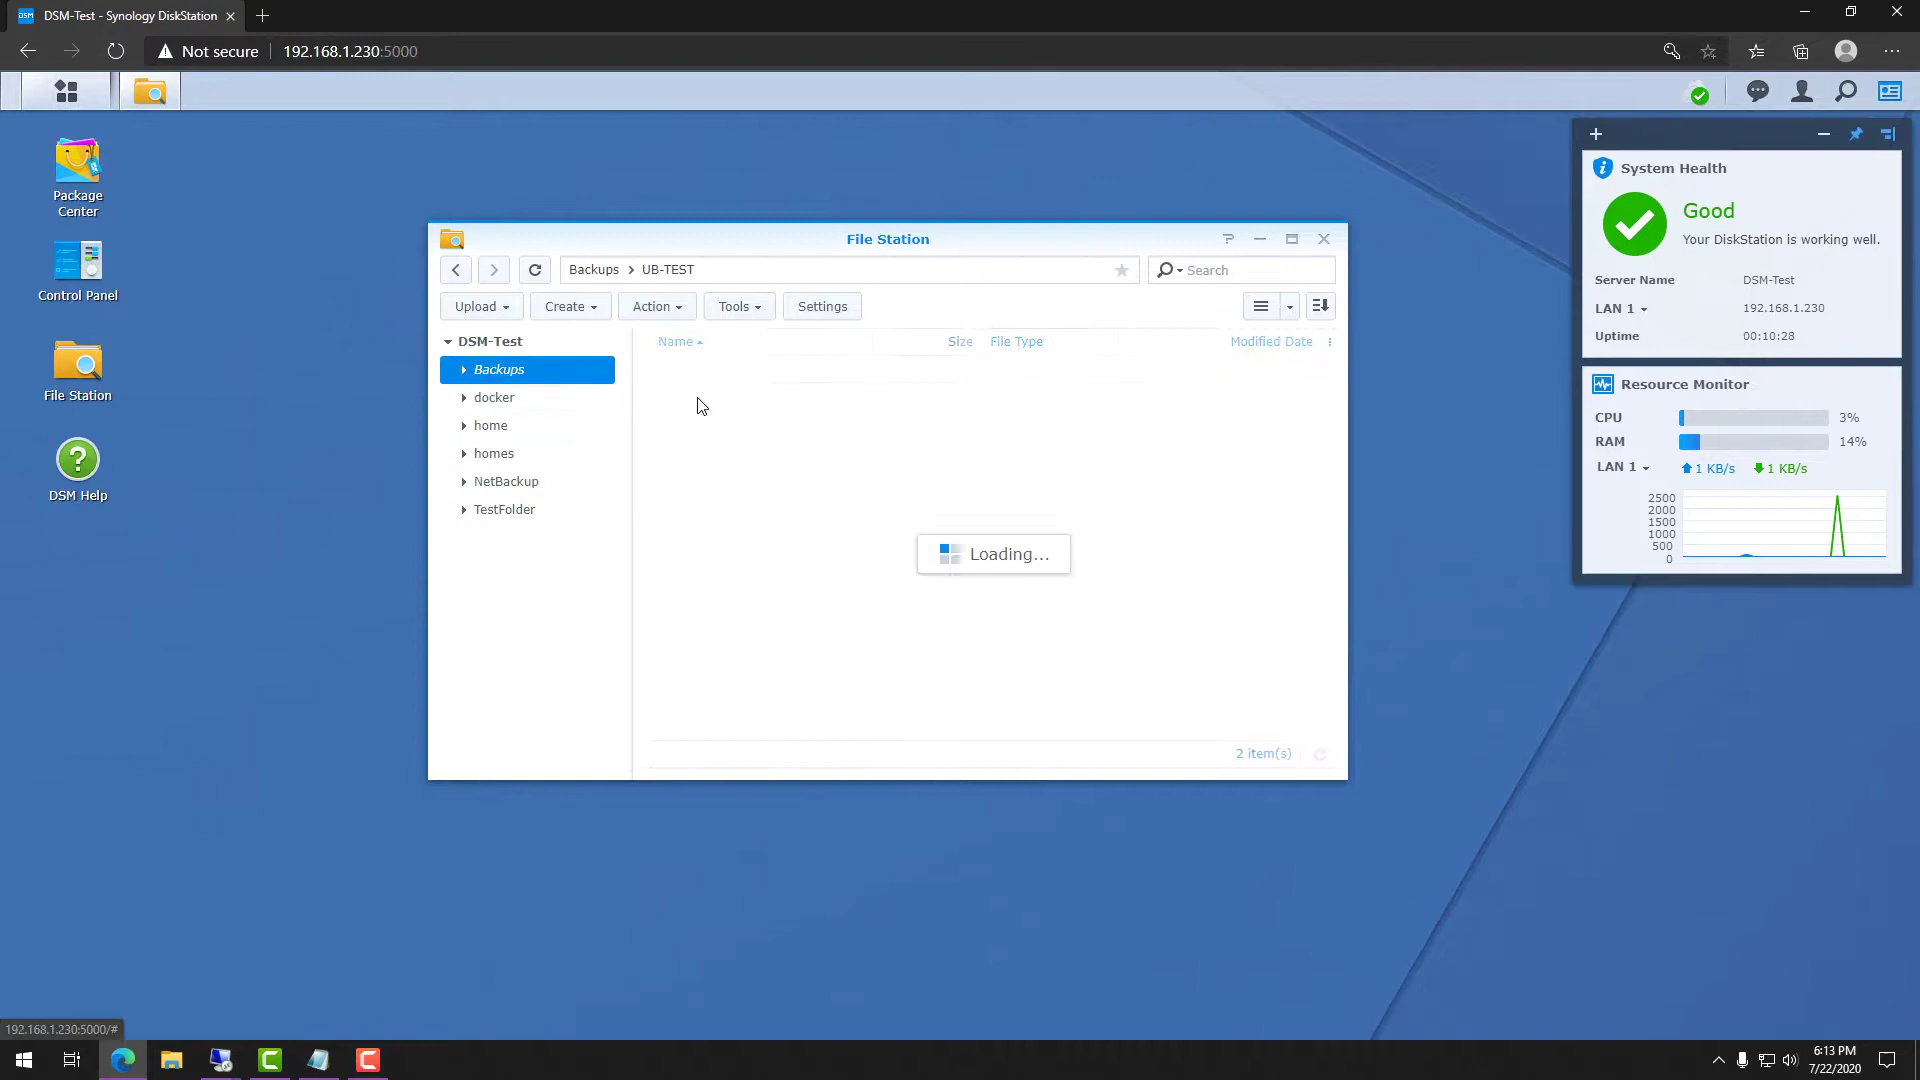 DSM-Test - Synology DiskStation
Not secure
192.168.1.230:5000
Package
Center
Control Panel
File Station
DSM Help
File Station
Backups
UB-TEST
Search
Upload
Create
Action
Tools
Settings
DSM-Test
Backups
docker
home
homes
NetBackup
TestFolder
Name
Size
File Type
Modified Date
Loading...
2 item(s)
System Health
Good
Your DiskStation is working well.
Server Name DSM-Test
LAN 1 192.168.1.230
Uptime 00:10:28
Resource Monitor
CPU 3%
RAM 14%
LAN 1 1 KB/s 1 KB/s
2500
2000
1500
1000
500
0
192.168.1.230:5000/#
6:13 PM
7/22/2020